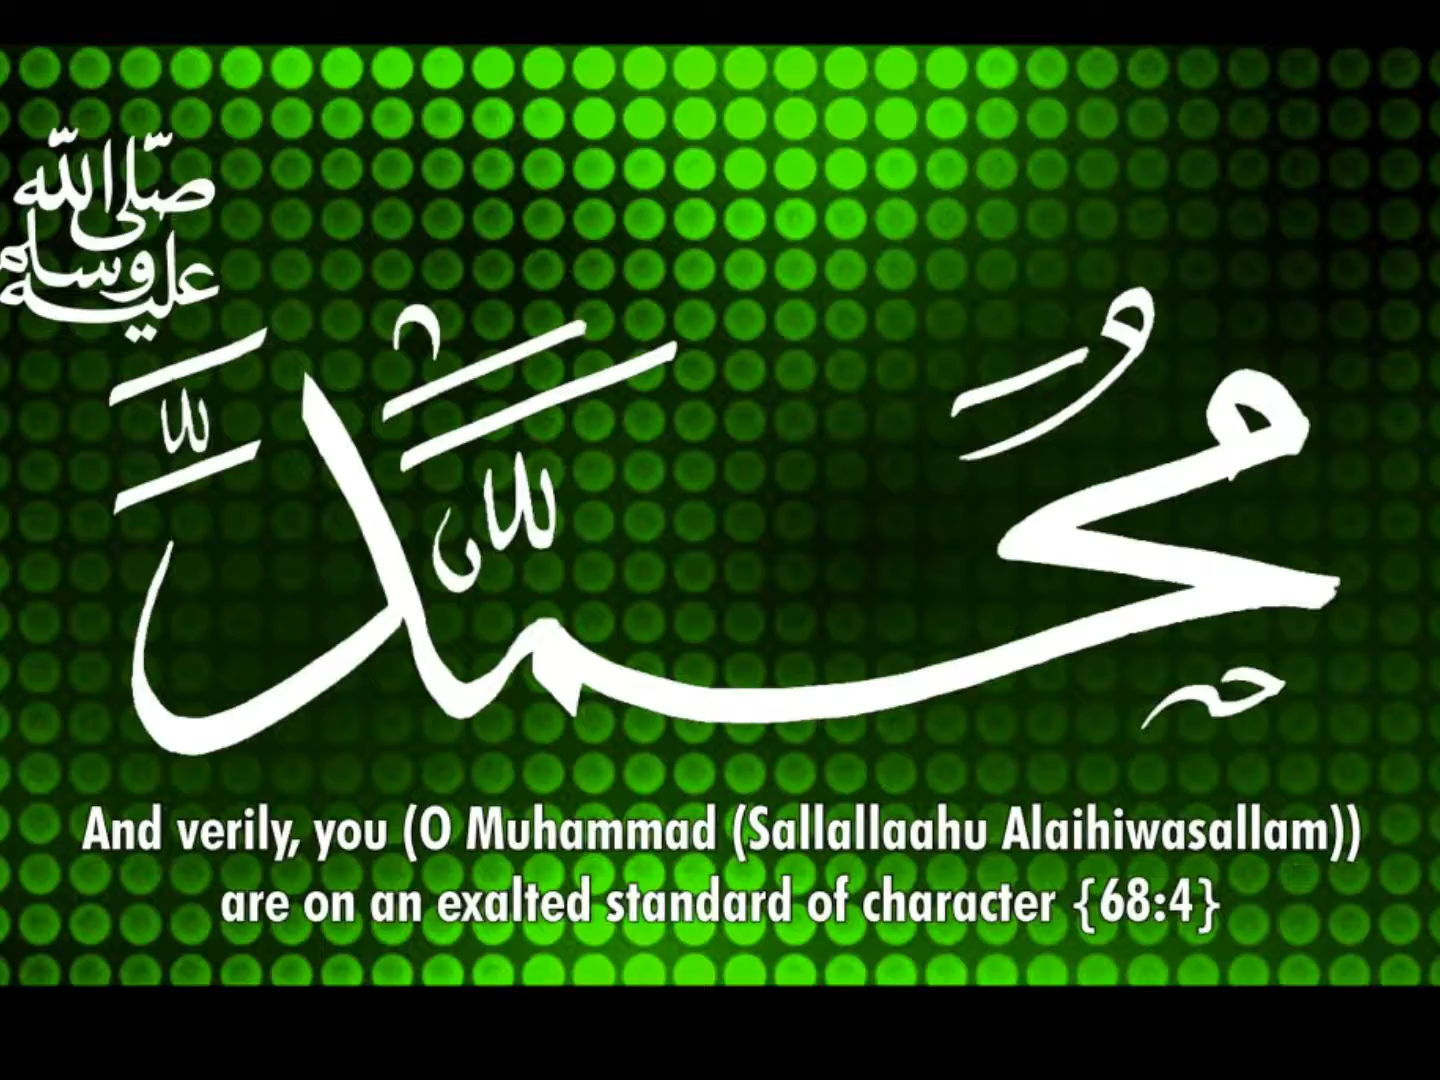 صلى الله
عليه وسلم
محمد
And verily, you (O Muhammad (Sallallaahu Alaihiwasallam))
are on an exalted standard of character {68:4}